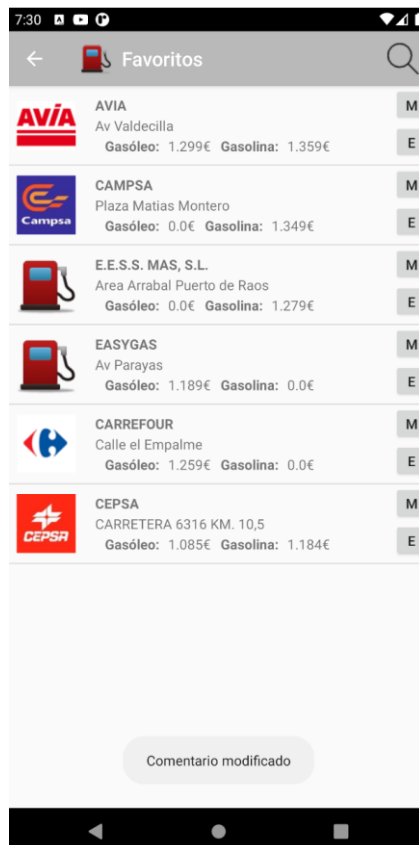 7:30
Favoritos
AVIA
AVIA
Av Valdecilla
Gasóleo: 1.299€ Gasolina: 1.359€
M
E
Campsa
CAMPSA
Plaza Matias Montero
Gasóleo: 0.0€ Gasolina: 1.349€
M
E
E.E.S.S. MAS, S.L.
Area Arrabal Puerto de Raos
Gasóleo: 0.0€ Gasolina: 1.279€
M
E
EASYGAS
Av Parayas
Gasóleo: 1.189€ Gasolina: 0.0€
M
E
CARREFOUR
Calle el Empalme
Gasóleo: 1.259€ Gasolina: 0.0€
M
E
CEPSA
CEPSA
CARRETERA 6316 KM. 10,5
Gasóleo: 1.085€ Gasolina: 1.184€
M
E
Comentario modificado